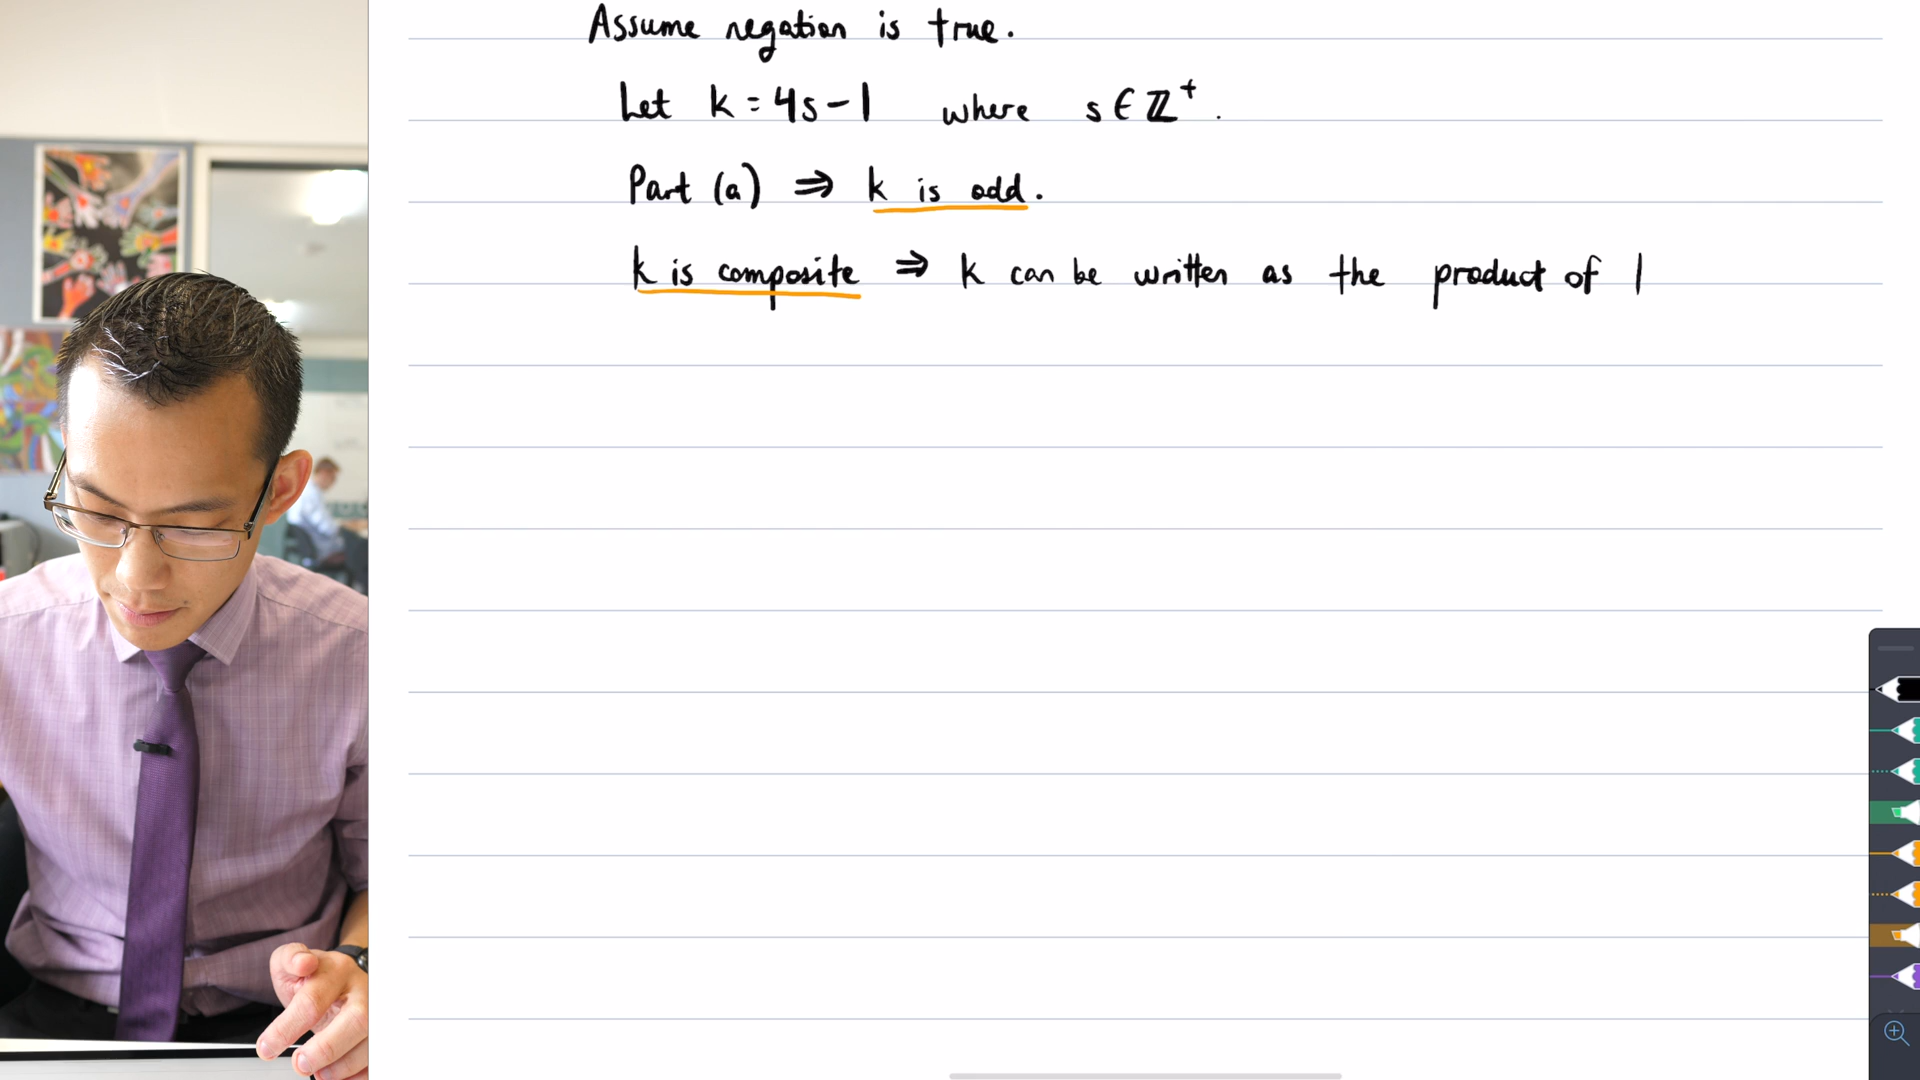 Assume negation is true.
Let k = 4s - 1 where s ∈ ℤ⁺.
Part (a) ⇒ k is odd.
k is composite ⇒ k can be written as the product of